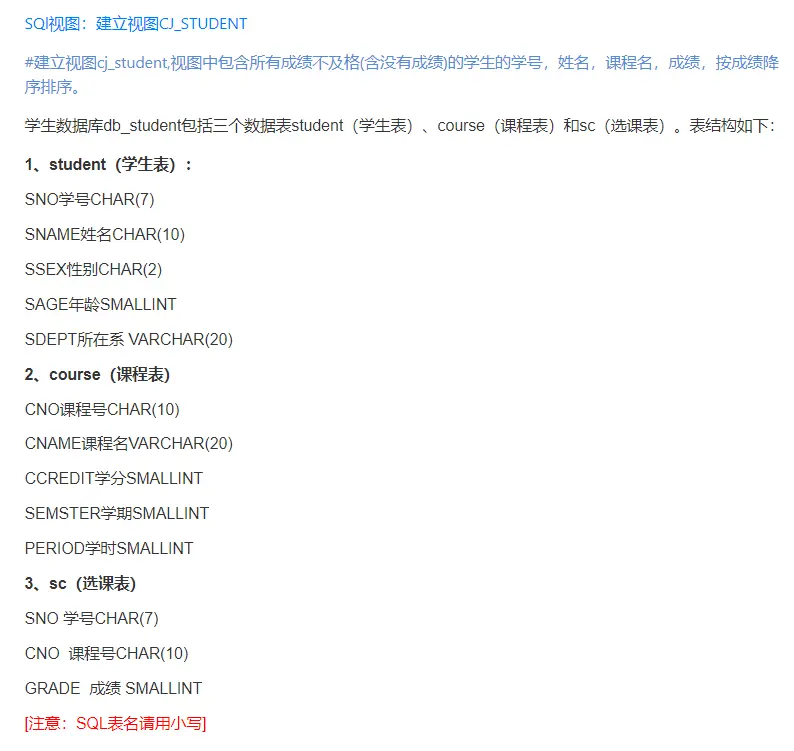 SQl视图：建立视图CJ_STUDENT
#建立视图cj_student,视图中包含所有成绩不及格(含没有成绩)的学生的学号，姓名，课程名，成绩，按成绩降
序排序。
学生数据库db_student包括三个数据表student（学生表）、course（课程表）和sc（选课表）。表结构如下：
1、student（学生表）：
SNO学号CHAR(7)
SNAME姓名CHAR(10)
SSEX性别CHAR(2)
SAGE年龄SMALLINT
SDEPT所在系 VARCHAR(20)
2、course（课程表）
CNO课程号CHAR(10)
CNAME课程名VARCHAR(20)
CCREDIT学分SMALLINT
SEMSTER学期SMALLINT
PERIOD学时SMALLINT
3、sc（选课表）
SNO 学号CHAR(7)
CNO  课程号CHAR(10)
GRADE  成绩 SMALLINT
[注意：SQL表名请用小写]